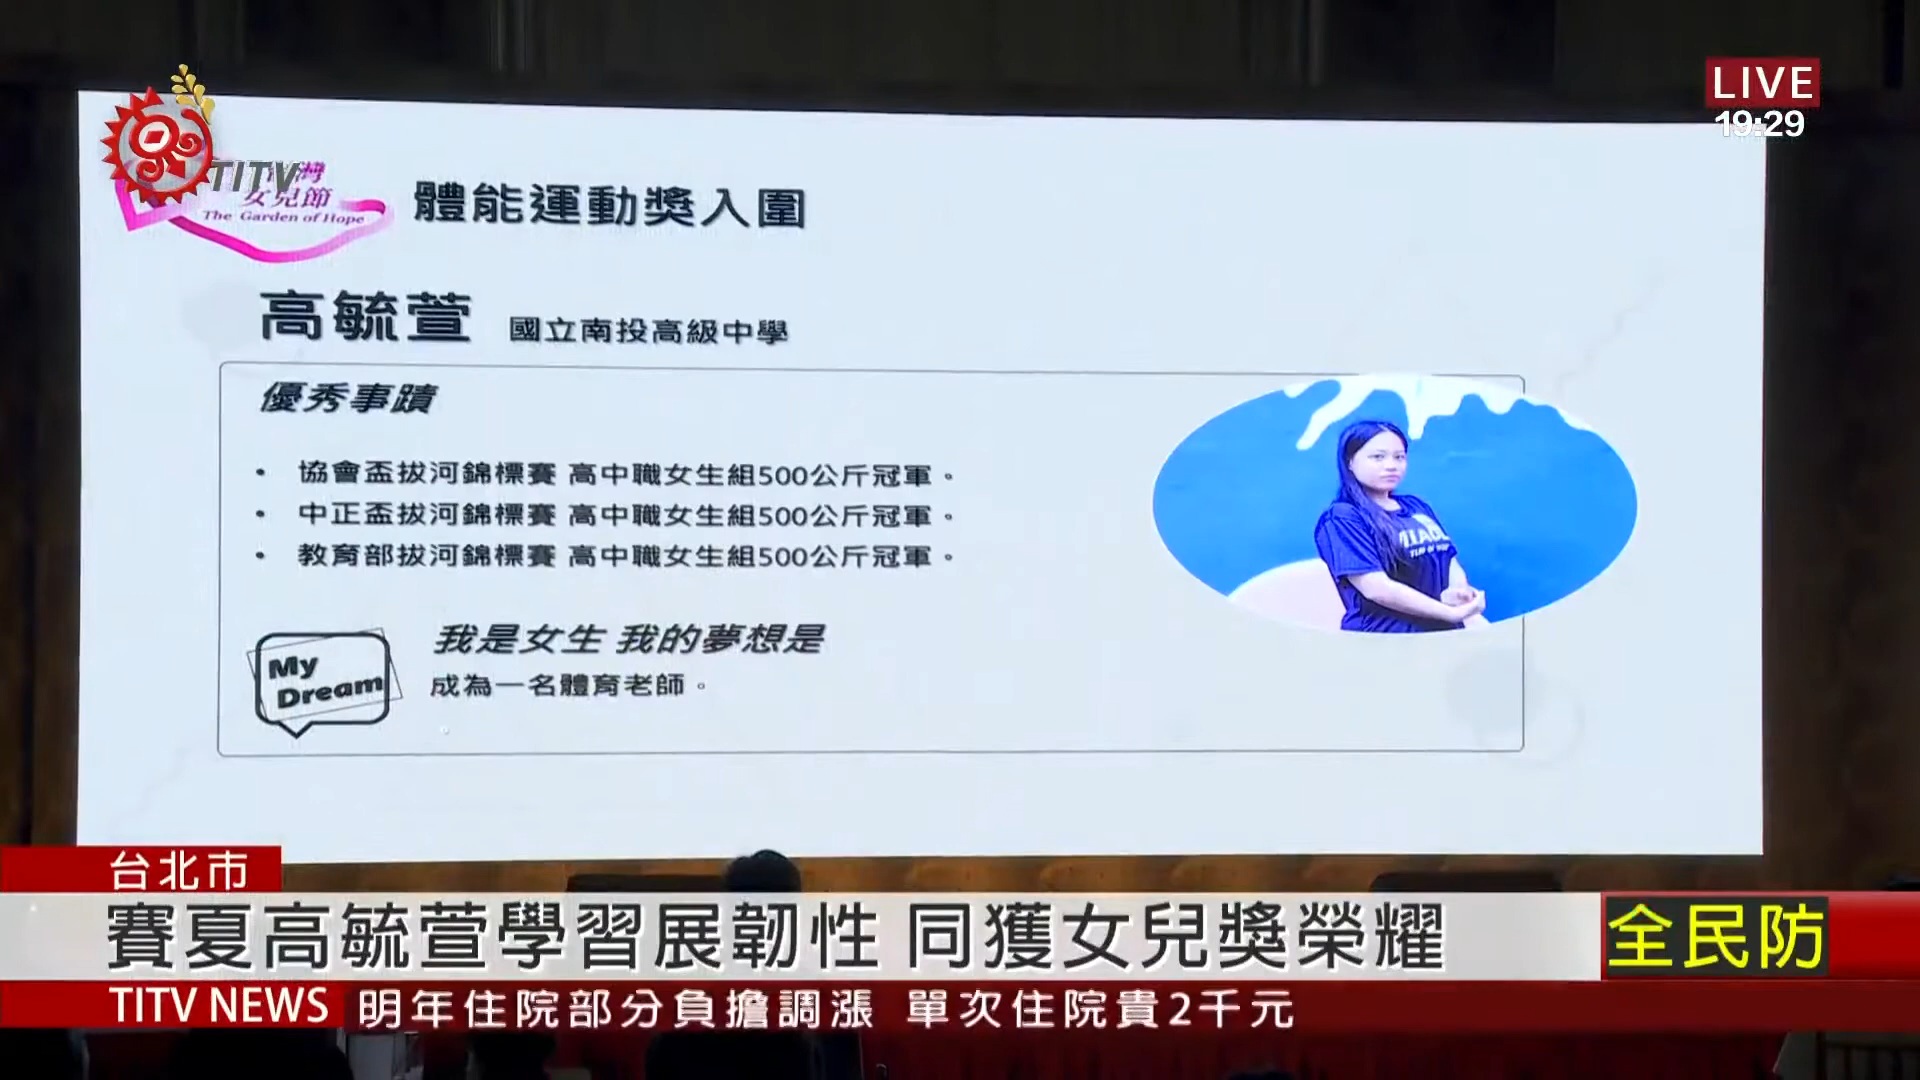 LIVE
19:29
TITV
灣
女兒節
The Garden of Hope
體能運動獎入圍
高毓萱 國立南投高級中學
優秀事蹟
• 協會盃拔河錦標賽 高中職女生組500公斤冠軍。
• 中正盃拔河錦標賽 高中職女生組500公斤冠軍。
• 教育部拔河錦標賽 高中職女生組500公斤冠軍。
My
Dream
我是女生 我的夢想是
成為一名體育老師。
台北市
賽夏高毓萱學習展韌性 同獲女兒獎榮耀
全民防
TITV NEWS 明年住院部分負擔調漲 單次住院貴2千元